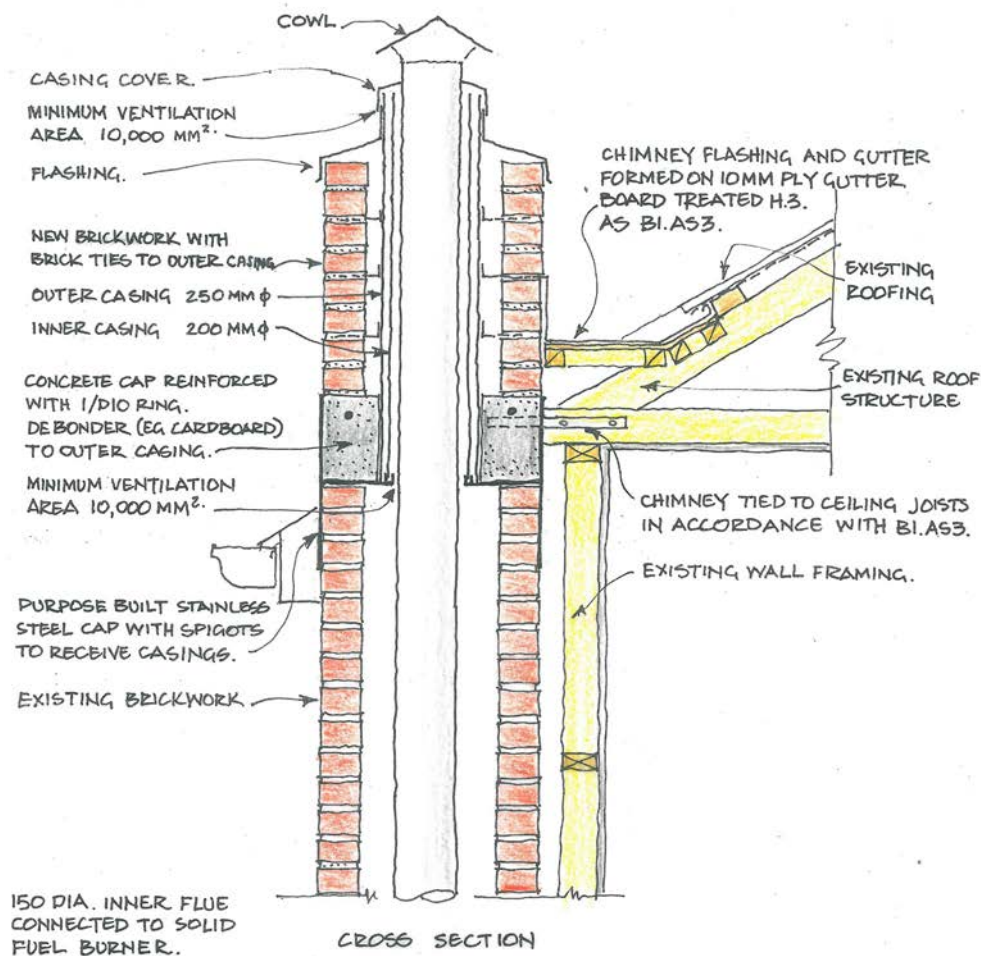 COWL
CASING COVER.
MINIMUM VENTILATION
AREA 10,000 MM².
FLASHING.
NEW BRICKWORK WITH
BRICK TIES TO OUTER CASING
OUTER CASING 250 MM ϕ
INNER CASING 200 MM ϕ
CONCRETE CAP REINFORCED
WITH 1/D10 RING.
DEBONDER (EG. CARDBOARD)
TO OUTER CASING.
MINIMUM VENTILATION
AREA 10,000 MM².
PURPOSE BUILT STAINLESS
STEEL CAP WITH SPIGOTS
TO RECEIVE CASINGS.
EXISTING BRICKWORK
150 DIA. INNER FLUE
CONNECTED TO SOLID
FUEL BURNER.
CHIMNEY FLASHING AND GUTTER
FORMED ON 10MM PLY GUTTER
BOARD TREATED H.3.
AS B1.AS3.
EXISTING
ROOFING
EXISTING ROOF
STRUCTURE
CHIMNEY TIED TO CEILING JOISTS
IN ACCORDANCE WITH B1.AS3.
EXISTING WALL FRAMING.
CROSS SECTION